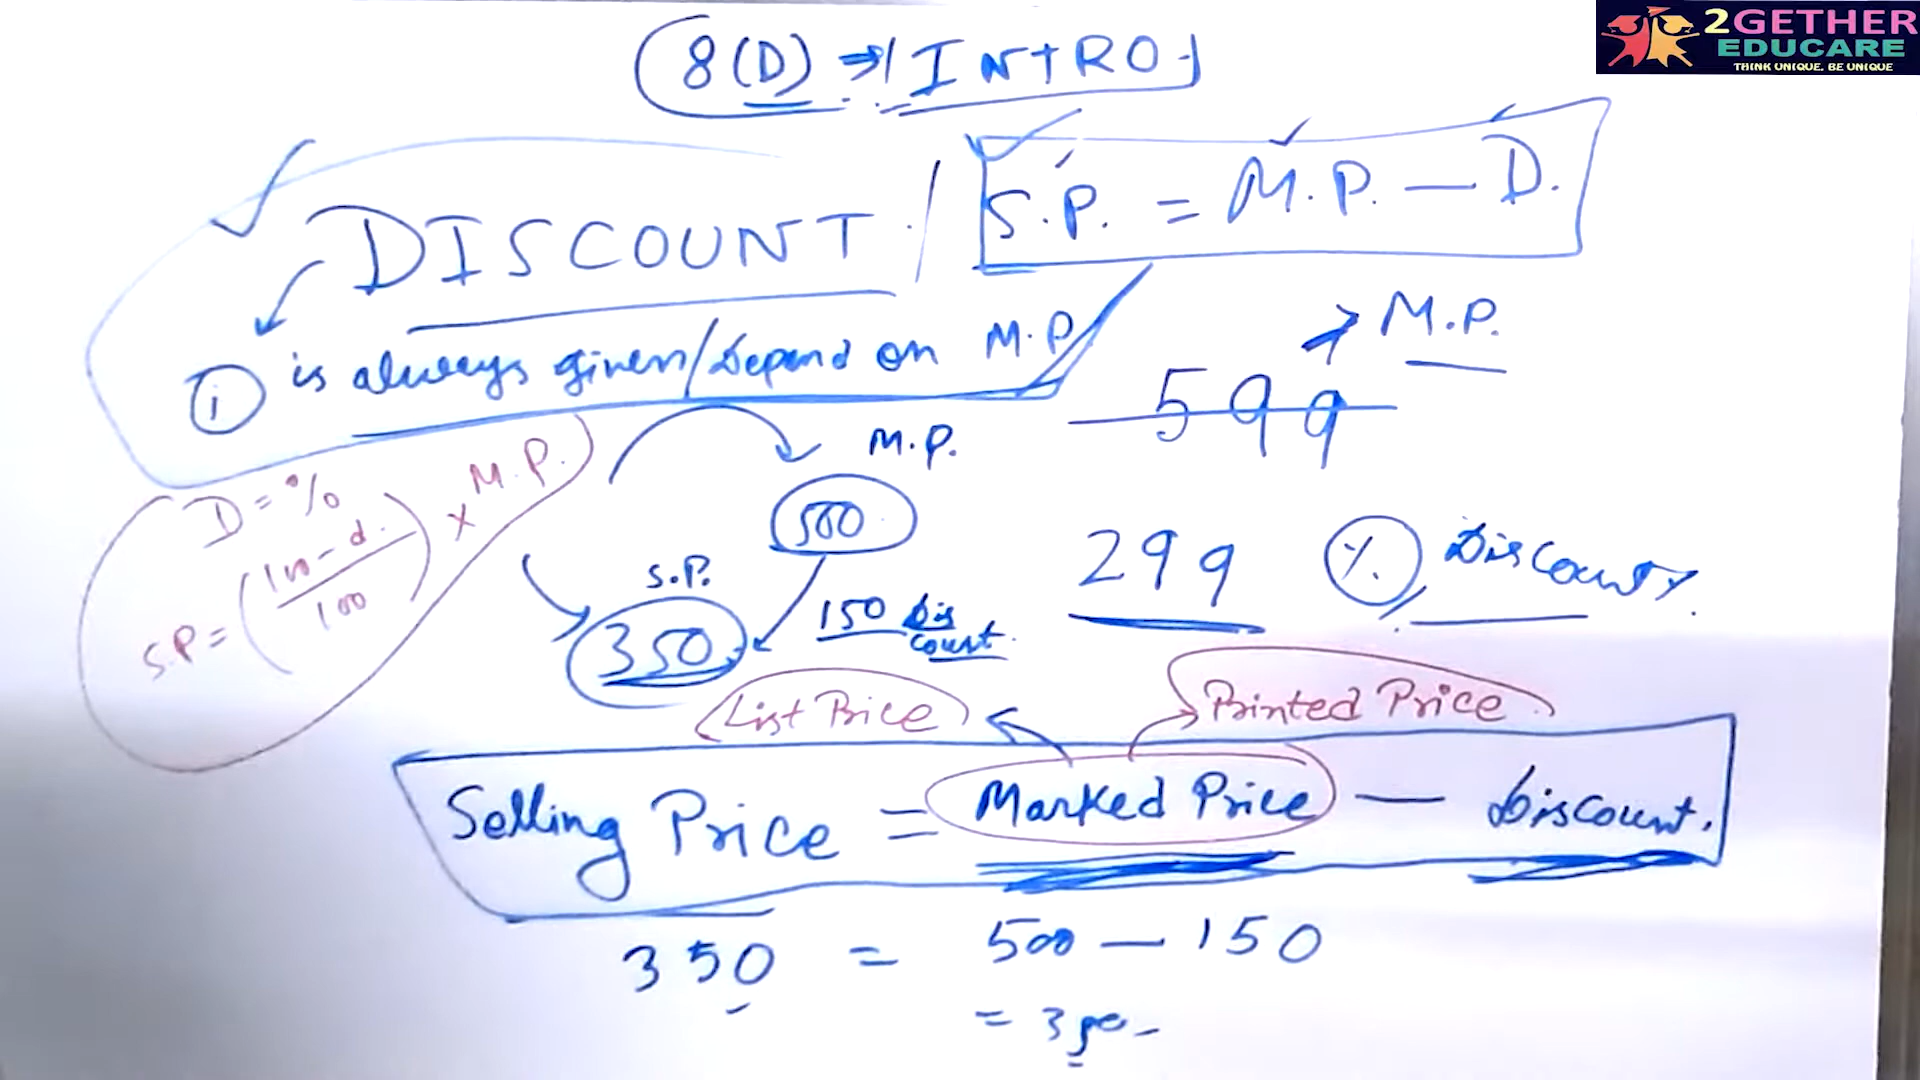 2GETHER
EDUCARE
THINK UNIQUE. BE UNIQUE
8(D) ⇒ INTRO
DISCOUNT / S.P. = M.P. — D.
① is always given/Depend on M.P.
M.P.
599
M.P.
500
D = %
S.P = (100 - d / 100) × M.P.
299 % Discount.
S.P.
350
150 Discount.
List Price
Printed Price
Selling Price = Marked Price — Discount.
350 = 500 — 150
= 350